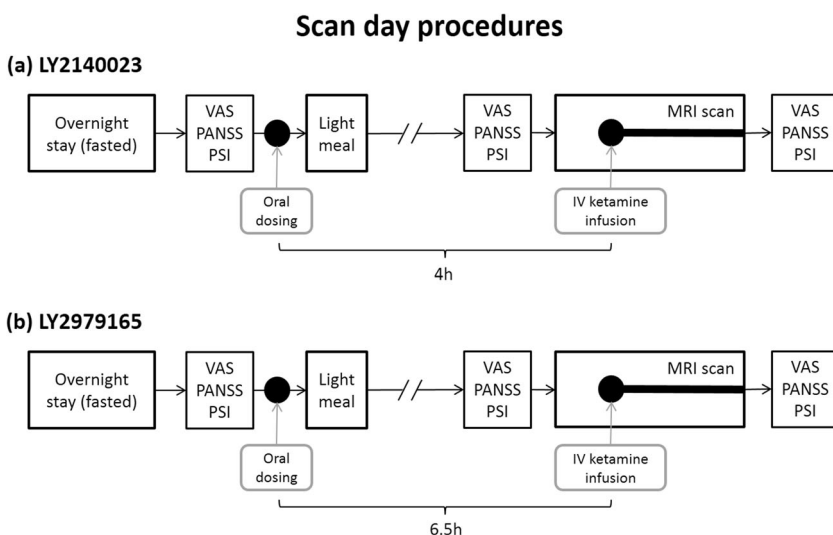 Scan day procedures
(a) LY2140023
Overnight
stay (fasted)
VAS
PANSS
PSI
Light
meal
VAS
PANSS
PSI
MRI scan
VAS
PANSS
PSI
Oral
dosing
IV ketamine
infusion
4h
(b) LY2979165
Overnight
stay (fasted)
VAS
PANSS
PSI
Light
meal
VAS
PANSS
PSI
MRI scan
VAS
PANSS
PSI
Oral
dosing
IV ketamine
infusion
6.5h